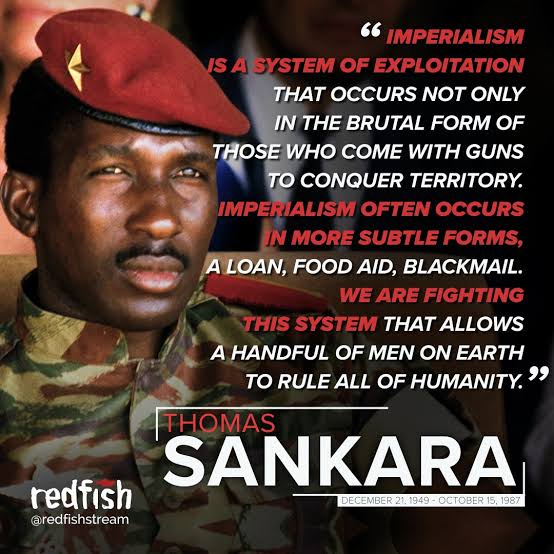 “ IMPERIALISM
IS A SYSTEM OF EXPLOITATION
THAT OCCURS NOT ONLY
IN THE BRUTAL FORM OF
THOSE WHO COME WITH GUNS
TO CONQUER TERRITORY.
IMPERIALISM OFTEN OCCURS
IN MORE SUBTLE FORMS,
A LOAN, FOOD AID, BLACKMAIL.
WE ARE FIGHTING
THIS SYSTEM THAT ALLOWS
A HANDFUL OF MEN ON EARTH
TO RULE ALL OF HUMANITY. ”
THOMAS
SANKARA
DECEMBER 21, 1949 - OCTOBER 15, 1987
redfish
@redfishstream